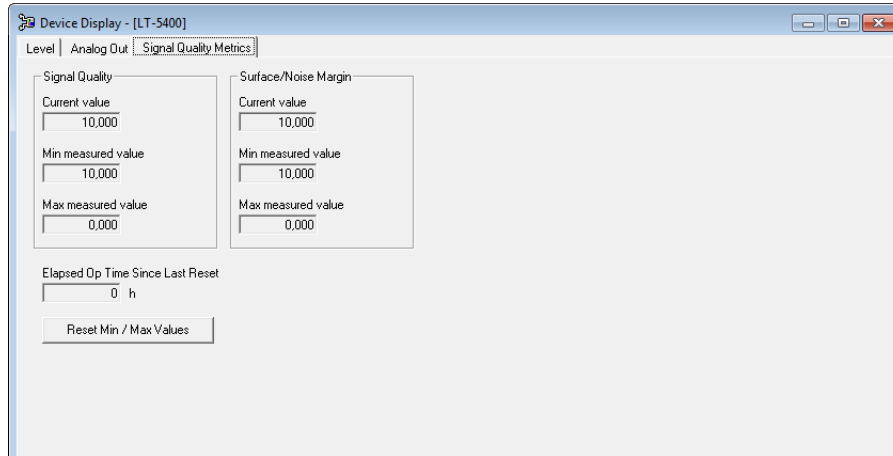 Device Display - [LT-5400]
Level Analog Out Signal Quality Metrics
Signal Quality Surface/Noise Margin
Current value Current value
10,000 10,000
Min measured value Min measured value
10,000 10,000
Max measured value Max measured value
0,000 0,000
Elapsed Op Time Since Last Reset
0 h
Reset Min / Max Values